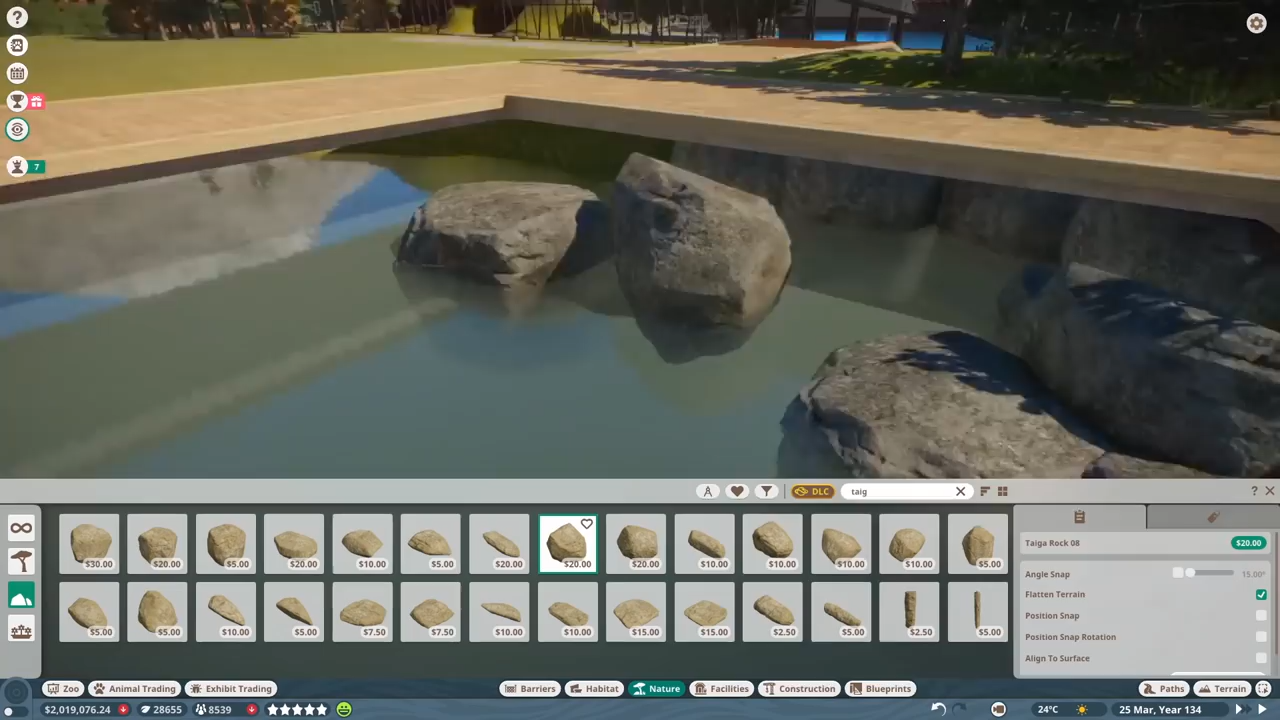 ?
7
DLC
taig
?
$30.00 $20.00 $5.00 $20.00 $10.00 $5.00 $20.00 $20.00 $20.00 $10.00 $10.00 $10.00 $10.00 $5.00
$5.00 $5.00 $10.00 $5.00 $7.50 $7.50 $10.00 $10.00 $15.00 $15.00 $2.50 $5.00 $2.50 $5.00
Taiga Rock 08 $20.00
Angle Snap 15.00°
Flatten Terrain
Position Snap
Position Snap Rotation
Align To Surface
Zoo Animal Trading Exhibit Trading Barriers Habitat Nature Facilities Construction Blueprints Paths Terrain
$2,019,076.24 28655 8539 24°C 25 Mar, Year 134